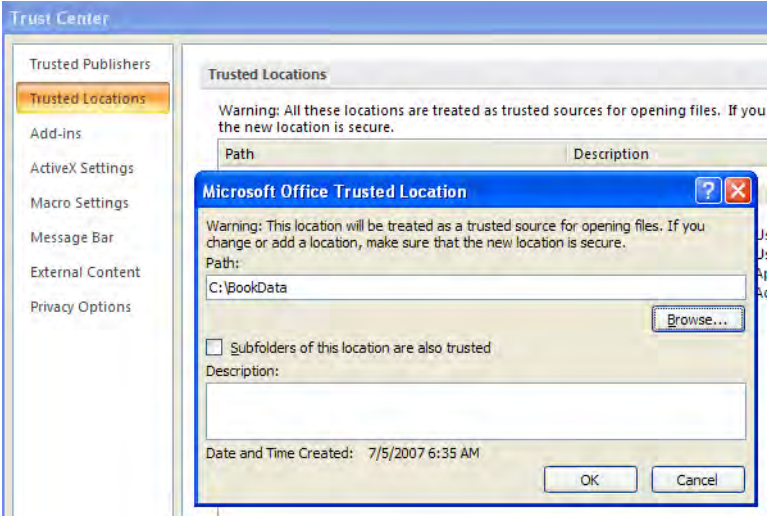 Trust Center
Trusted Publishers
Trusted Locations
Add-ins
ActiveX Settings
Macro Settings
Message Bar
External Content
Privacy Options
Trusted Locations
Warning: All these locations are treated as trusted sources for opening files. If you
the new location is secure.
Path Description
Microsoft Office Trusted Location
Warning: This location will be treated as a trusted source for opening files. If you
change or add a location, make sure that the new location is secure.
Path:
C:\BookData
Browse...
Subfolders of this location are also trusted
Description:
Date and Time Created: 7/5/2007 6:35 AM
OK Cancel